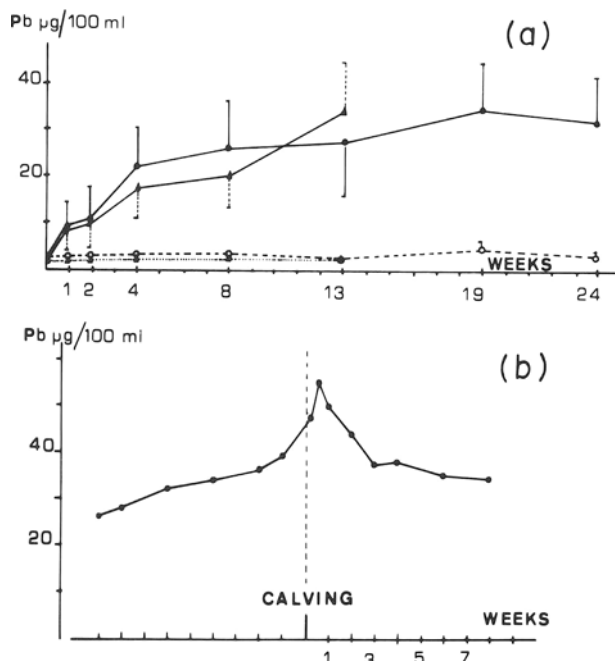 Pb µg/100 ml
(a)
40
20
WEEKS
1 2 4 8 13 19 24
Pb µg/100 ml
(b)
40
20
CALVING
WEEKS
1 3 5 7